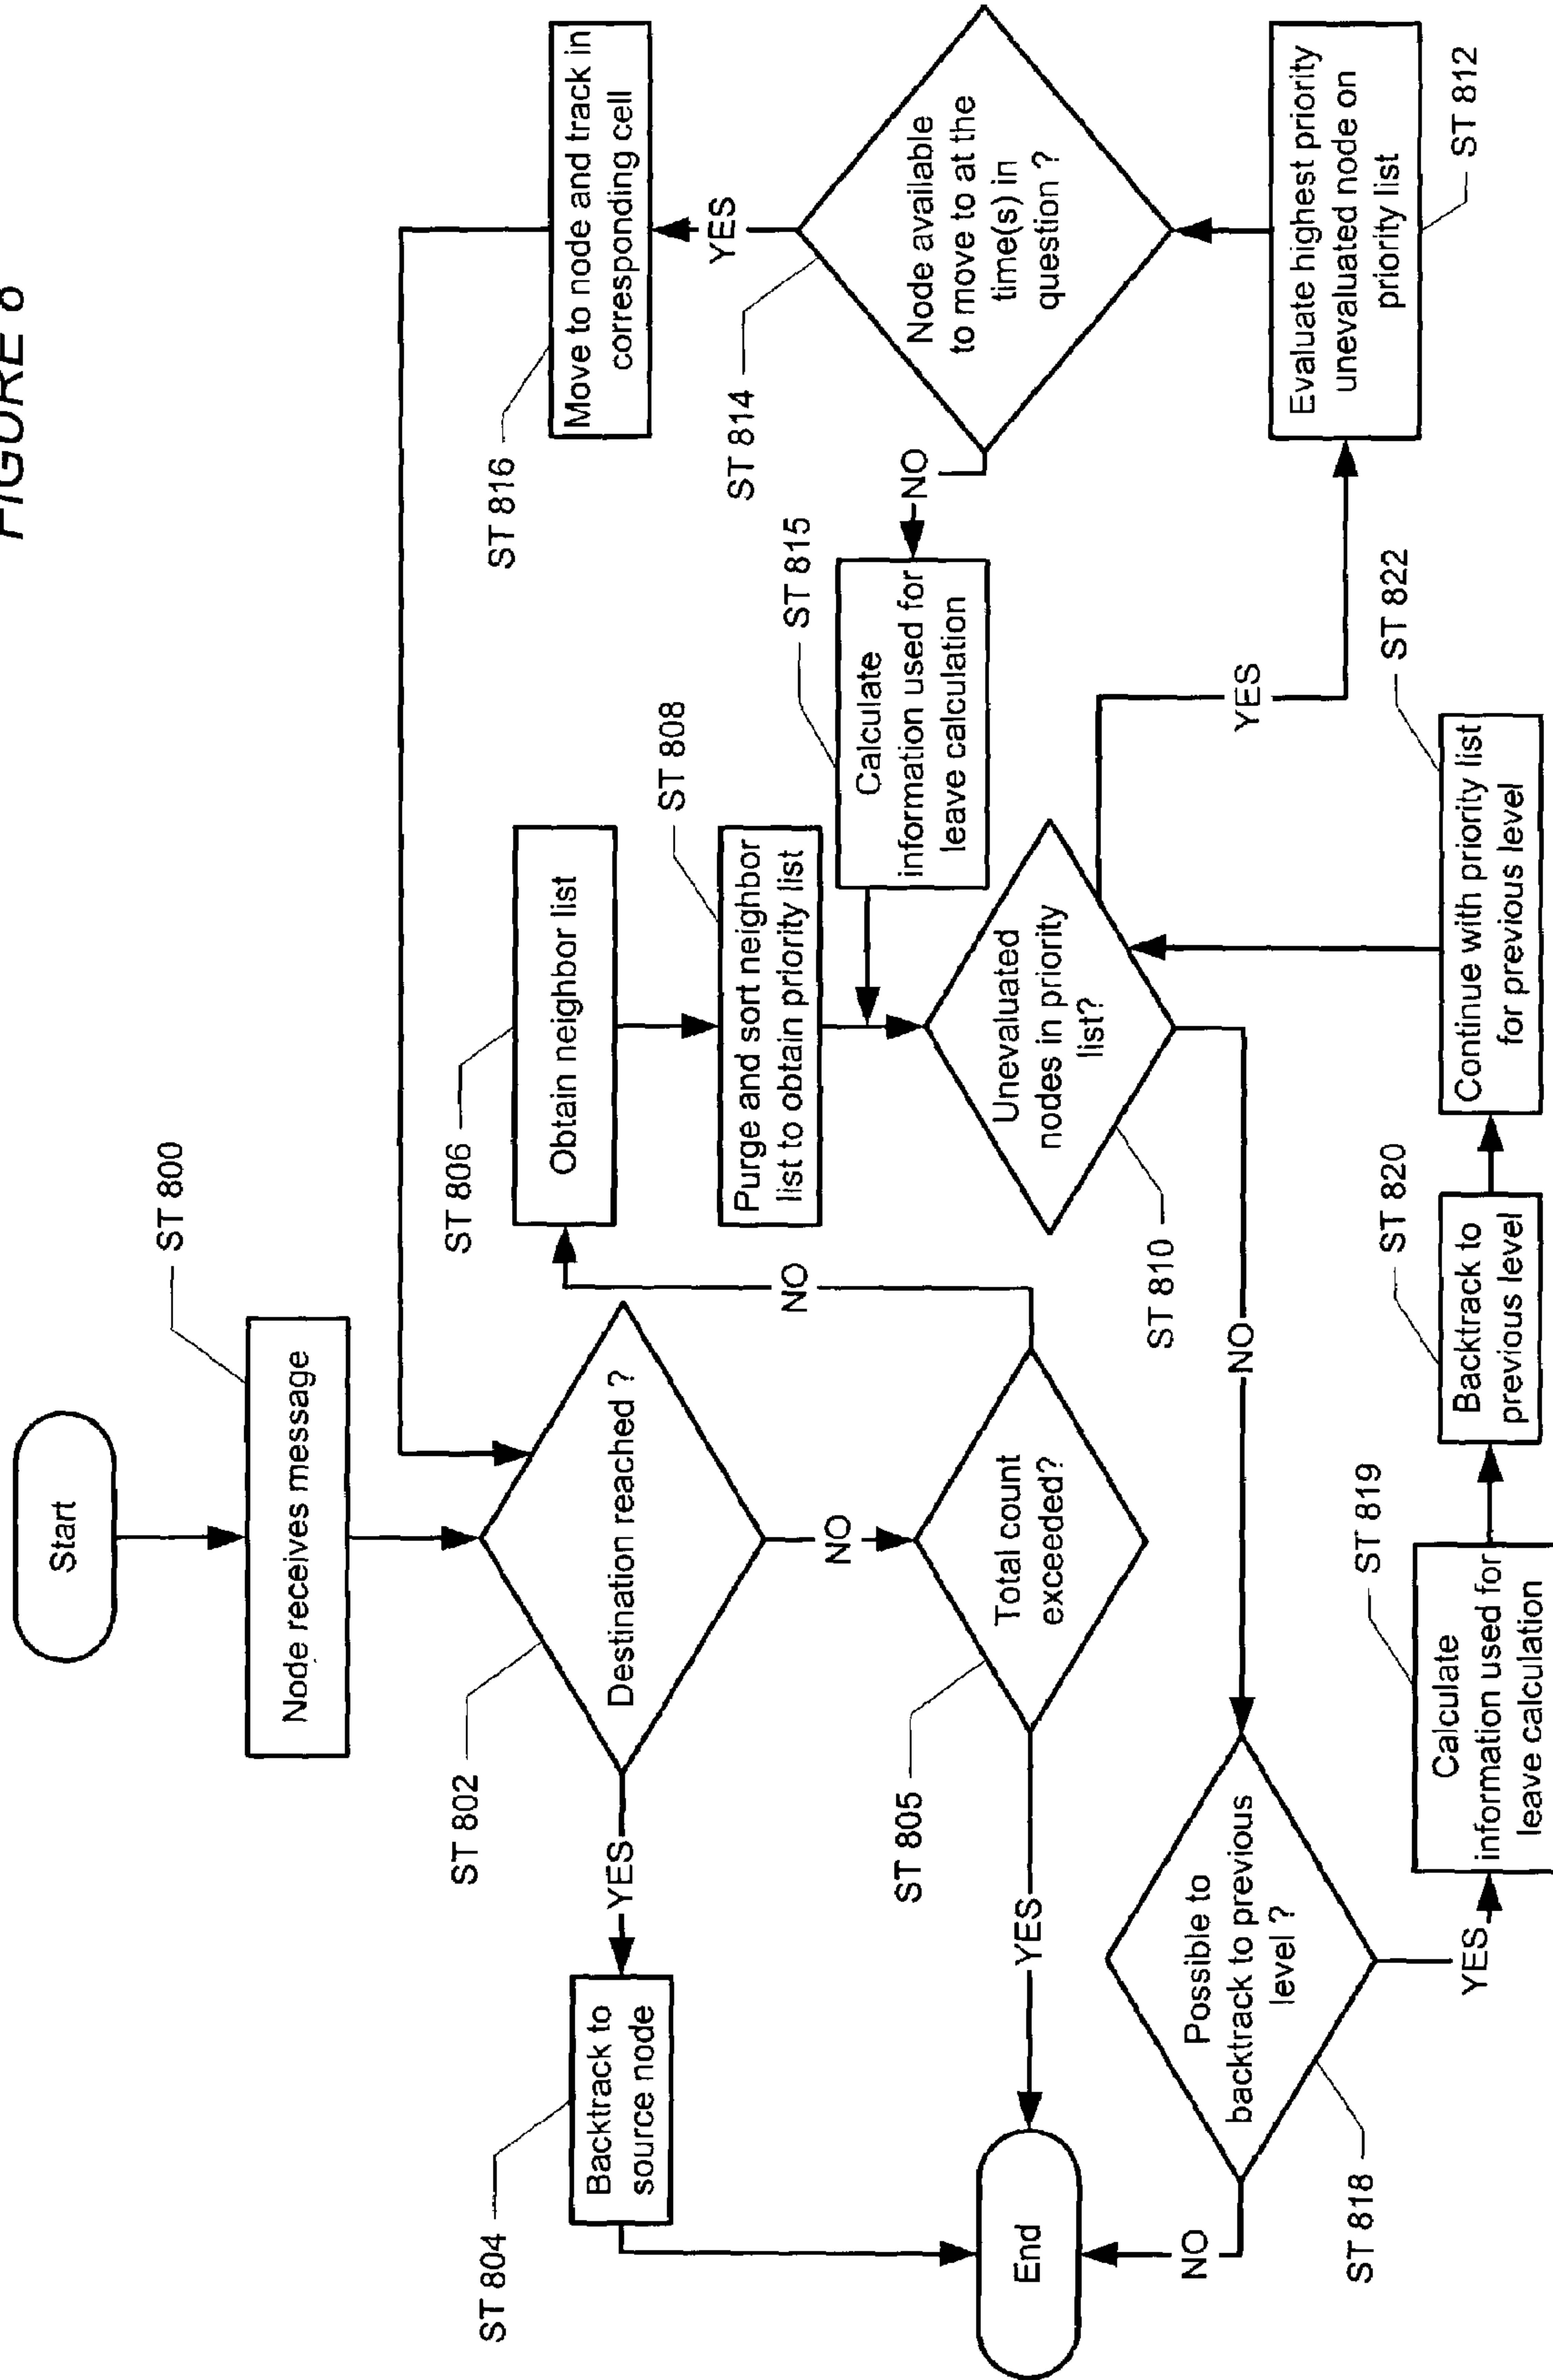 FIGURE 8
Start
ST 800
Node receives message
ST 802
Destination reached ?
YES
NO
ST 804
Backtrack to
source node
ST 805
Total count
exceeded?
YES
NO
End
ST 806
Obtain neighbor list
ST 808
Purge and sort neighbor
list to obtain priority list
ST 810
Unevaluated
nodes in priority
list?
YES
NO
ST 812
Evaluate highest priority
unevaluated node on
priority list
ST 814
Node available
to move to at the
time(s) in
question ?
YES
NO
ST 815
Calculate
information used for
leave calculation
ST 816
Move to node and track in
corresponding cell
ST 818
Possible to
backtrack to previous
level ?
NO
YES
ST 819
Calculate
information used for
leave calculation
ST 820
Backtrack to
previous level
ST 822
Continue with priority list
for previous level